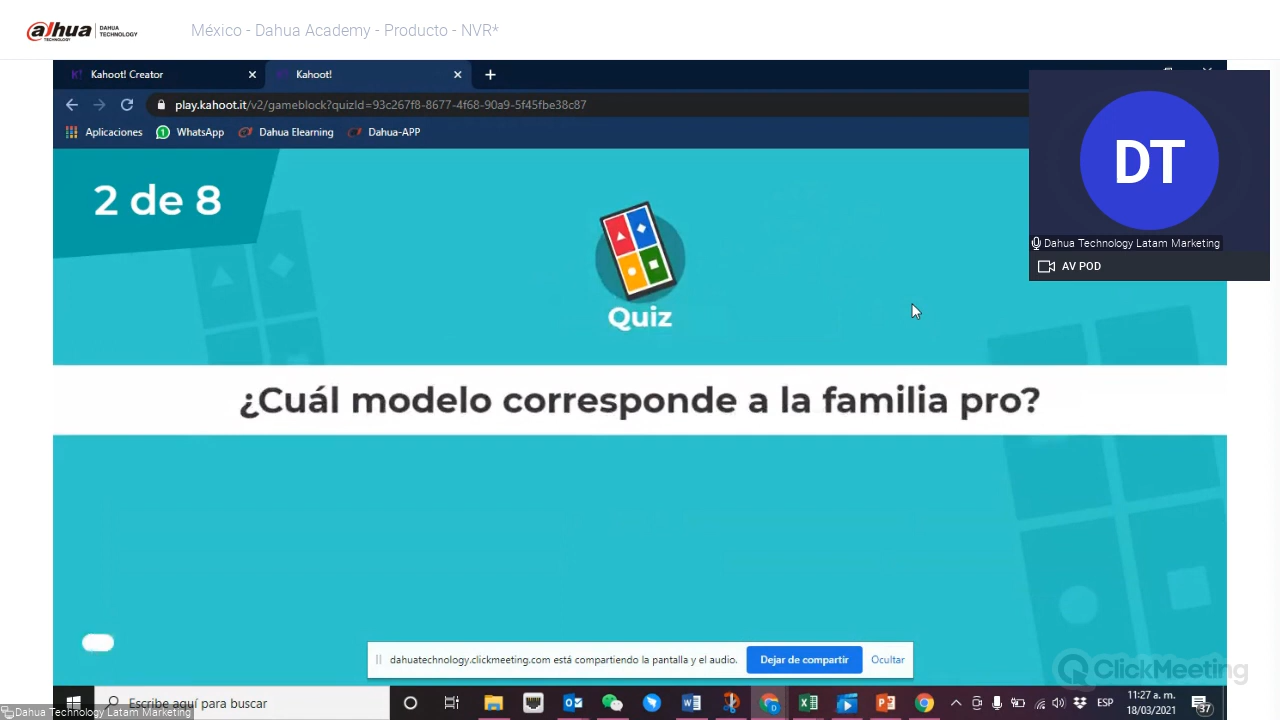 alhua
TECHNOLOGY
DAHUA
TECHNOLOGY
México - Dahua Academy - Producto - NVR*
Kahoot! Creator
Kahoot!
play.kahoot.it/v2/gameblock?quizId=93c267f8-8677-4f68-90a9-5f45fbe38c87
Aplicaciones
WhatsApp
Dahua Elearning
Dahua-APP
DT
Dahua Technology Latam Marketing
AV POD
2 de 8
Quiz
¿Cuál modelo corresponde a la familia pro?
dahuatechnology.clickmeeting.com está compartiendo la pantalla y el audio.
Dejar de compartir
Ocultar
ClickMeeting
Escribe aquí para buscar
ESP
11:27 a. m.
18/03/2021
37
Dahua Technology Latam Marketing